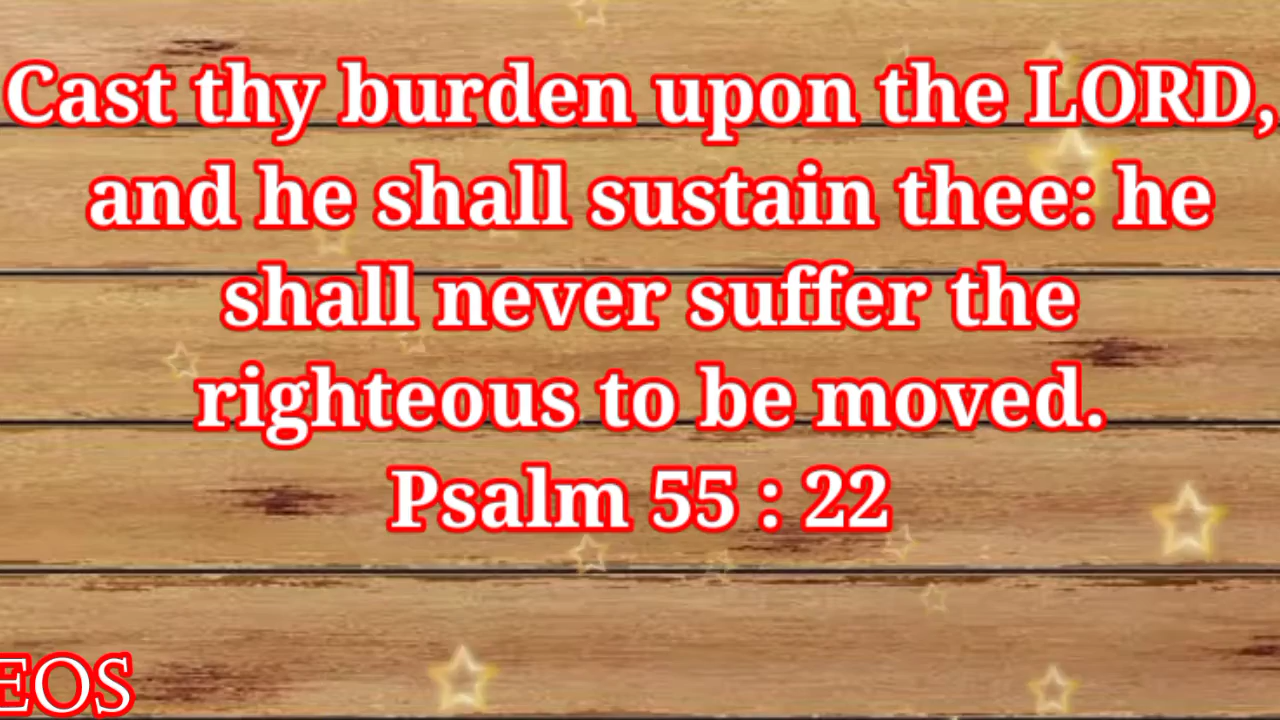 Cast thy burden upon the LORD,
and he shall sustain thee: he
shall never suffer the
righteous to be moved.
Psalm 55 : 22
EOS